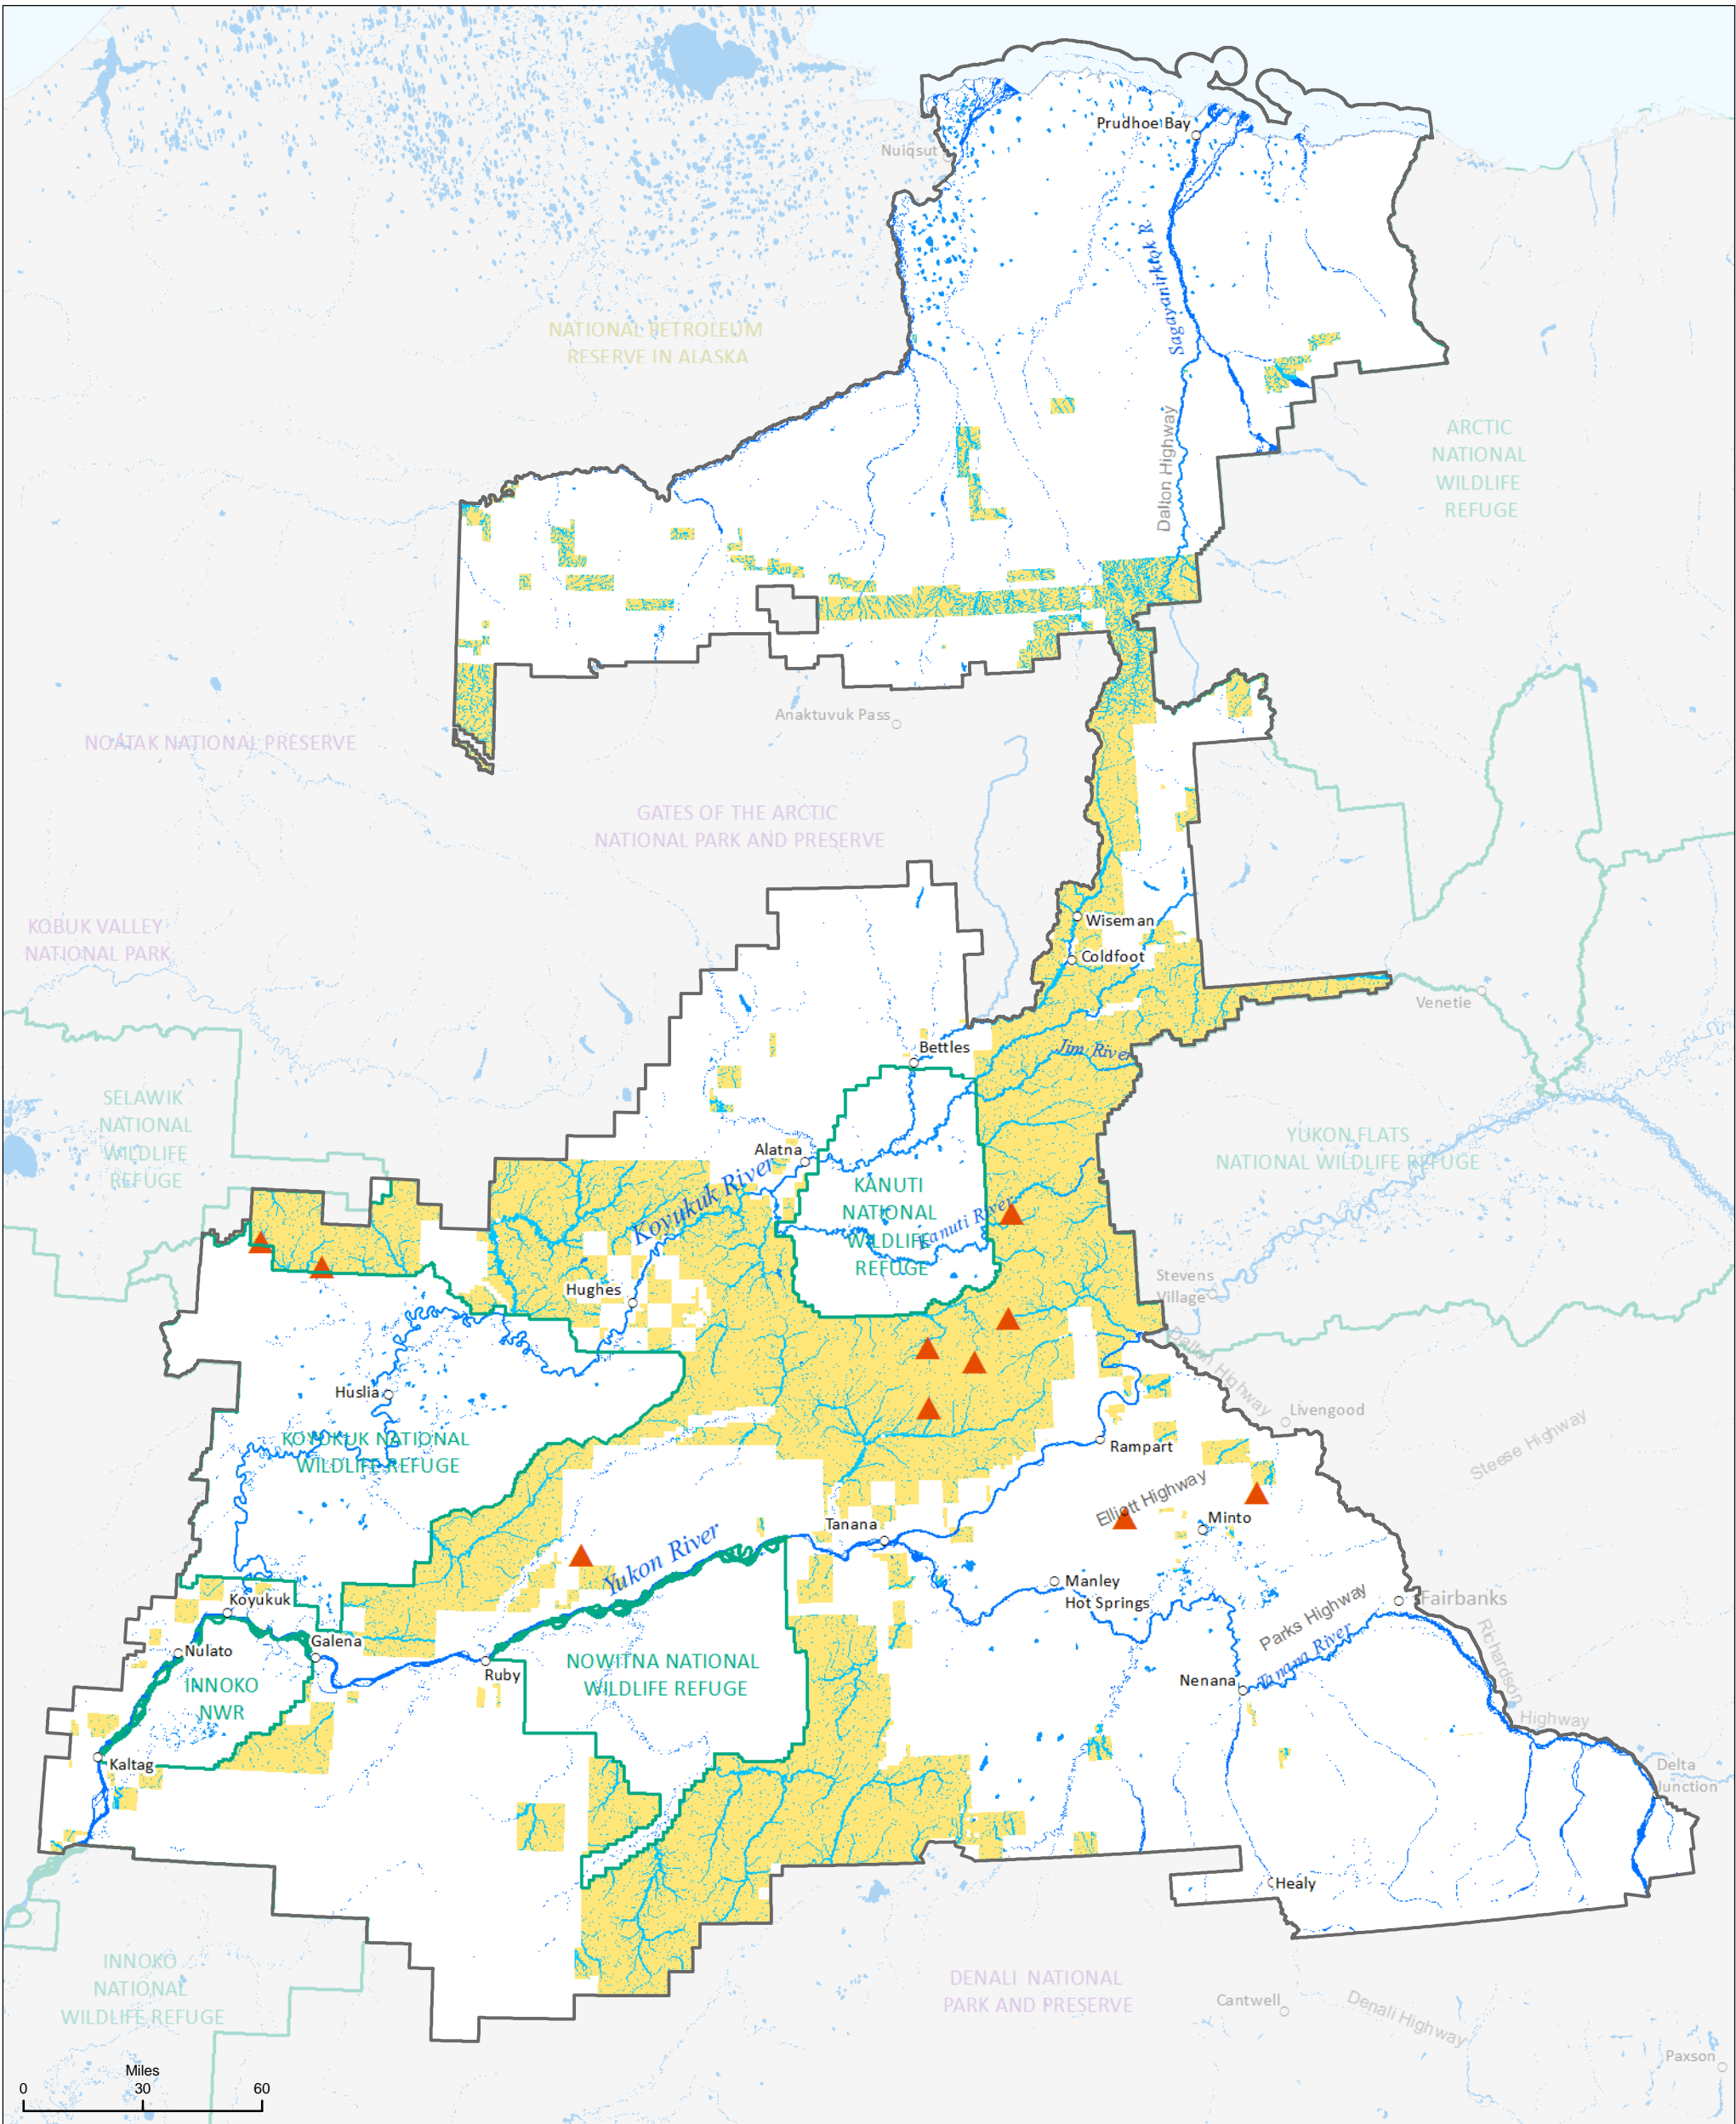 Prudhoe Bay
Nuiqsut
Sagavanirktok R.
NATIONAL PETROLEUM
RESERVE IN ALASKA
Dalton Highway
ARCTIC
NATIONAL
WILDLIFE
REFUGE
Anaktuvuk Pass
NOATAK NATIONAL PRESERVE
GATES OF THE ARCTIC
NATIONAL PARK AND PRESERVE
KOBUK VALLEY
NATIONAL PARK
Wiseman
Coldfoot
Venetie
Bettles
Jim River
SELAWIK
NATIONAL
WILDLIFE
REFUGE
YUKON FLATS
NATIONAL WILDLIFE REFUGE
Alatna
Koyukuk River
KANUTI
NATIONAL
WILDLIFE
REFUGE
Kanuti River
Stevens
Village
Hughes
Dalton Highway
Huslia
Livengood
KOYUKUK NATIONAL
WILDLIFE REFUGE
Rampart
Steese Highway
Elliott Highway
Minto
Tanana
Yukon River
Manley
Hot Springs
Koyukuk
Fairbanks
Parks Highway
Nulato
Galena
Tanana River
Richardson
Highway
Ruby
NOWITNA NATIONAL
WILDLIFE REFUGE
Nenana
INNOKO
NWR
Kaltag
Delta
Junction
Healy
INNOKO
NATIONAL
WILDLIFE REFUGE
DENALI NATIONAL
PARK AND PRESERVE
Cantwell
Denali Highway
Paxson
Miles
0 30 60